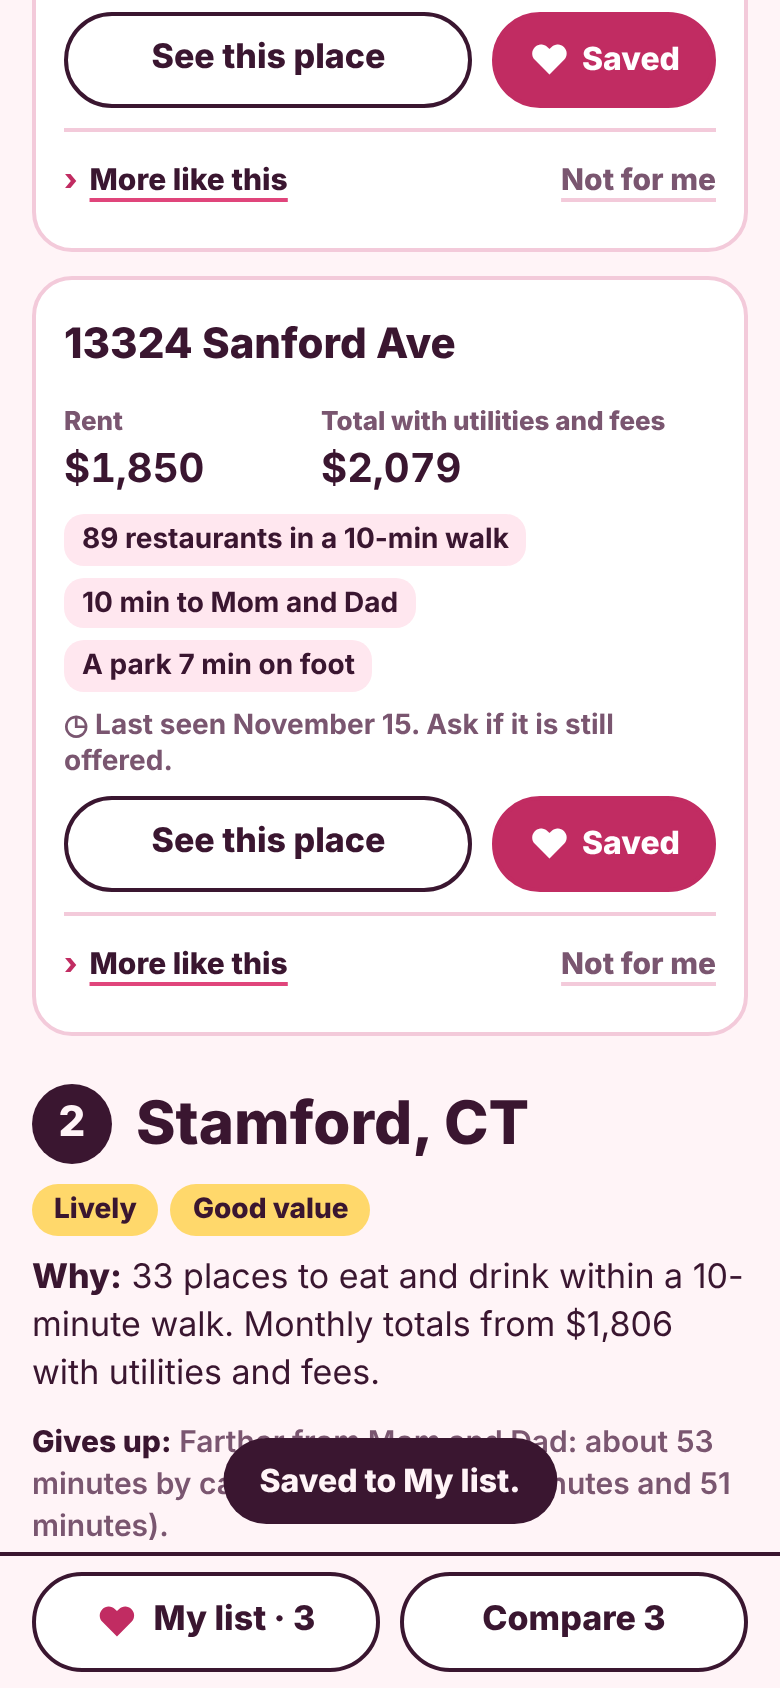 See this place
Saved
› More like this
Not for me
13324 Sanford Ave
Rent
Total with utilities and fees
$1,850
$2,079
89 restaurants in a 10-min walk
10 min to Mom and Dad
A park 7 min on foot
Last seen November 15. Ask if it is still
offered.
See this place
Saved
› More like this
Not for me
2 Stamford, CT
Lively
Good value
Why: 33 places to eat and drink within a 10-
minute walk. Monthly totals from $1,806
with utilities and fees.
Gives up: Farther from Mom and Dad: about 53
minutes by nutes and 51
minutes).
Saved to My list.
My list · 3
Compare 3